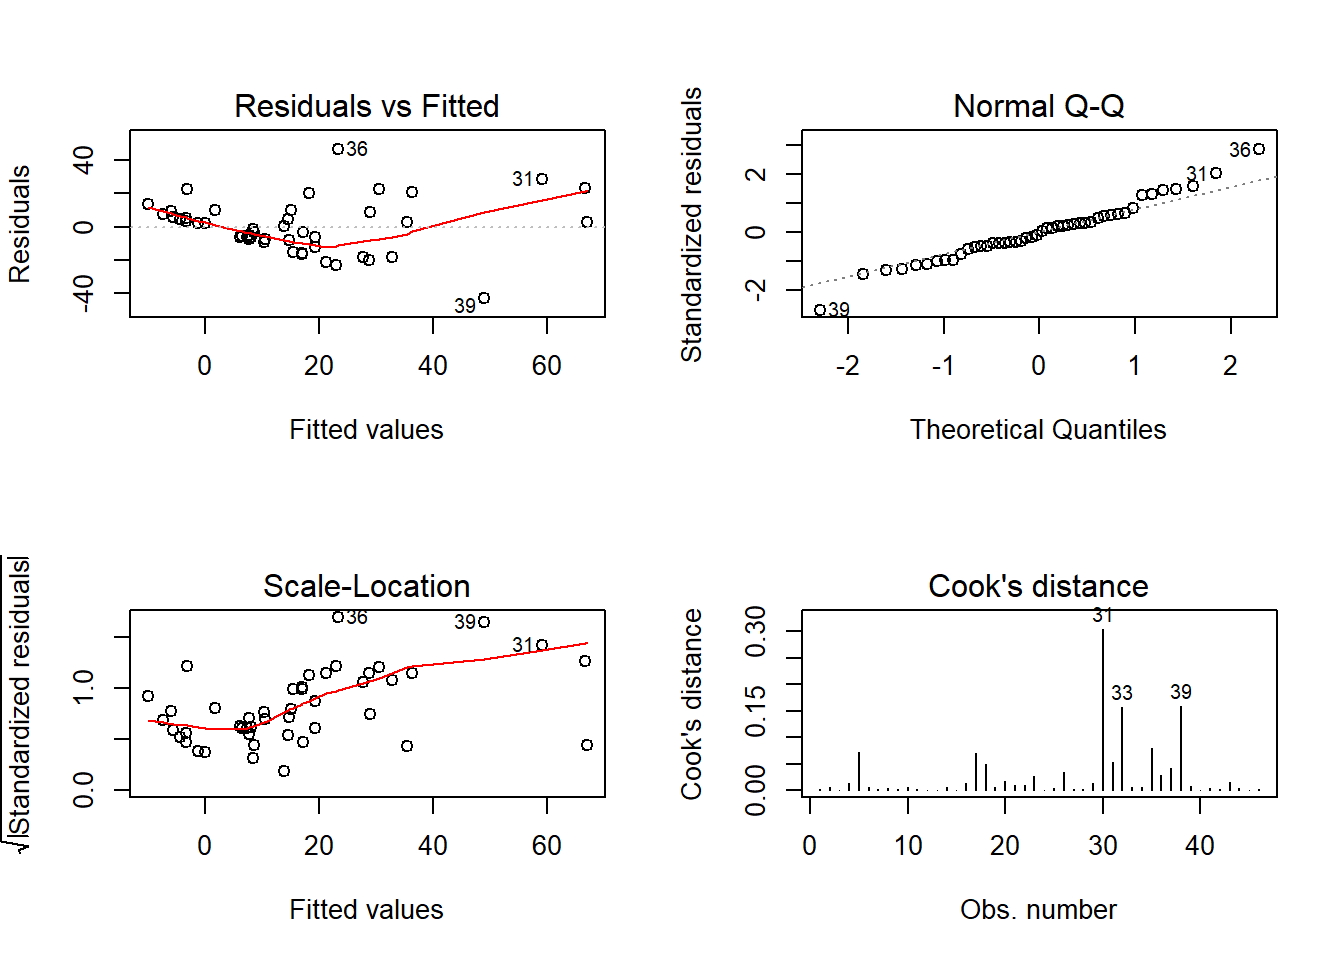 Residuals vs Fitted
Residuals
40
0
-40
36
31
39
0 20 40 60
Fitted values
Normal Q-Q
Standardized residuals
2
0
-2
36
31
39
-2 -1 0 1 2
Theoretical Quantiles
Scale-Location
√|Standardized residuals|
1.0
0.0
36
39
31
0 20 40 60
Fitted values
Cook's distance
Cook's distance
0.30
0.15
0.00
31
33
39
0 10 20 30 40
Obs. number